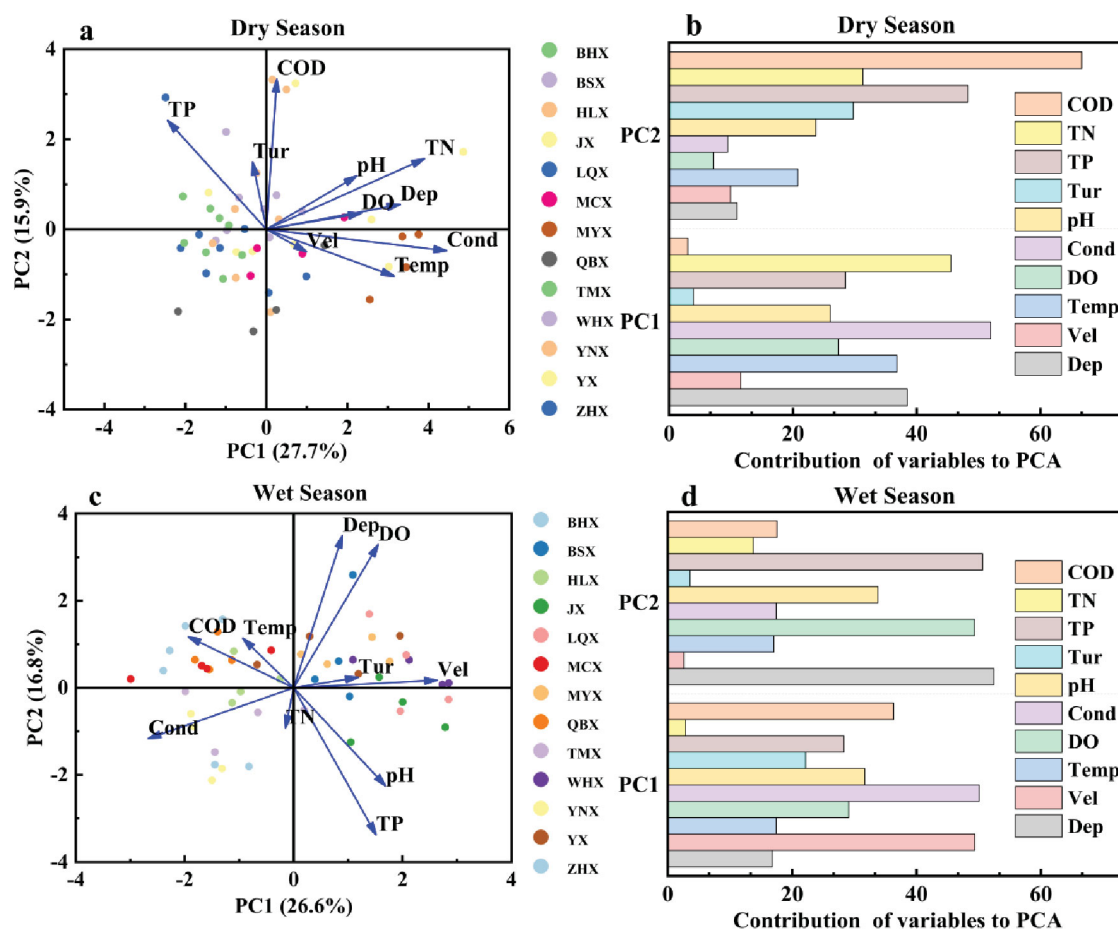 a
Dry Season
4
2
0
-2
-4
-4
-2
0
2
4
6
PC2 (15.9%)
PC1 (27.7%)
COD
TP
TN
Tur
pH
Dep
DO
Vel
Cond
Temp
BHX
BSX
HLX
JX
LQX
MCX
MYX
QBX
TMX
WHX
YNX
YX
ZHX
b
Dry Season
PC2
PC1
COD
TN
TP
Tur
pH
Cond
DO
Temp
Vel
Dep
0
20
40
60
Contribution of variables to PCA
c
Wet Season
4
2
0
-2
-4
-4
-2
0
2
4
PC2 (16.8%)
PC1 (26.6%)
Dep
DO
COD
Temp
Tur
Vel
TN
Cond
pH
TP
BHX
BSX
HLX
JX
LQX
MCX
MYX
QBX
TMX
WHX
YNX
YX
ZHX
d
Wet Season
PC2
PC1
COD
TN
TP
Tur
pH
Cond
DO
Temp
Vel
Dep
0
20
40
60
Contribution of variables to PCA